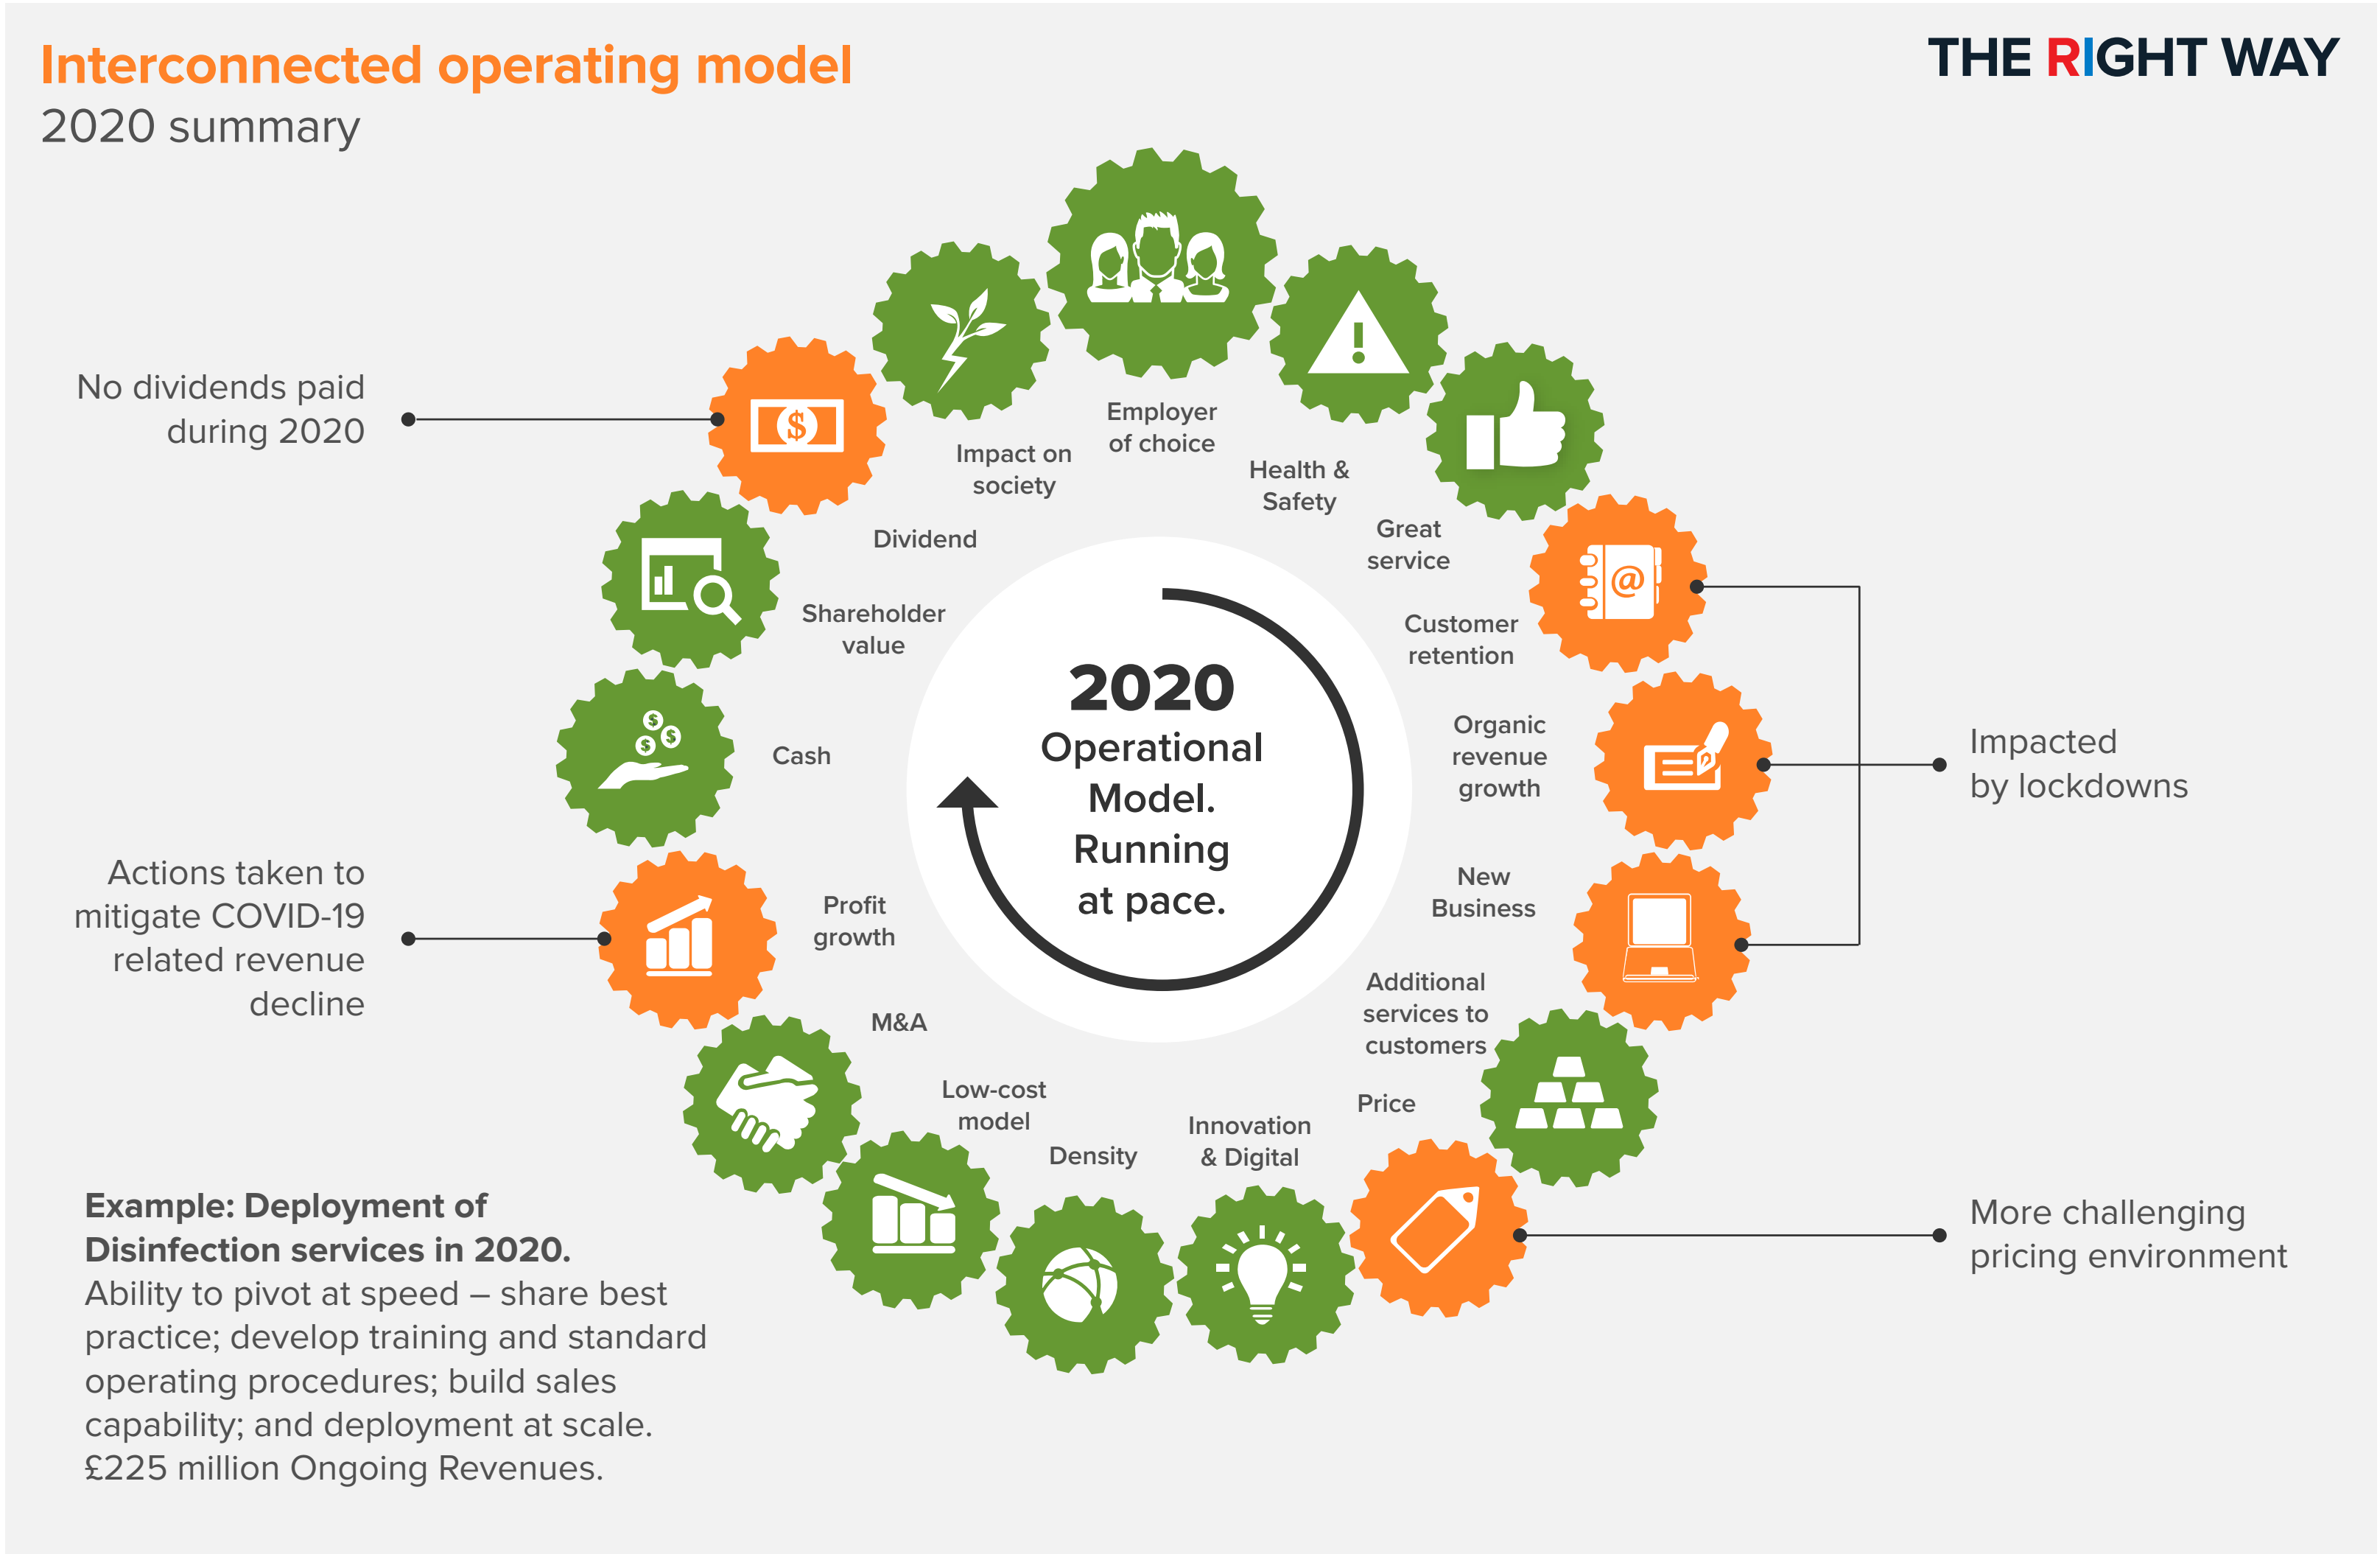 Interconnected operating model
2020 summary
THE RIGHT WAY
No dividends paid
during 2020
Actions taken to
mitigate COVID-19
related revenue
decline
Employer
of choice
Health &
Safety
Great
service
Customer
retention
Organic
revenue
growth
New
Business
Additional
services to
customers
Price
Innovation
& Digital
Density
Low-cost
model
M&A
Profit
growth
Cash
Shareholder
value
Dividend
Impact on
society
$
$
$
$
@
2020
Operational
Model.
Running
at pace.
Impacted
by lockdowns
More challenging
pricing environment
Example: Deployment of
Disinfection services in 2020.
Ability to pivot at speed – share best
practice; develop training and standard
operating procedures; build sales
capability; and deployment at scale.
£225 million Ongoing Revenues.